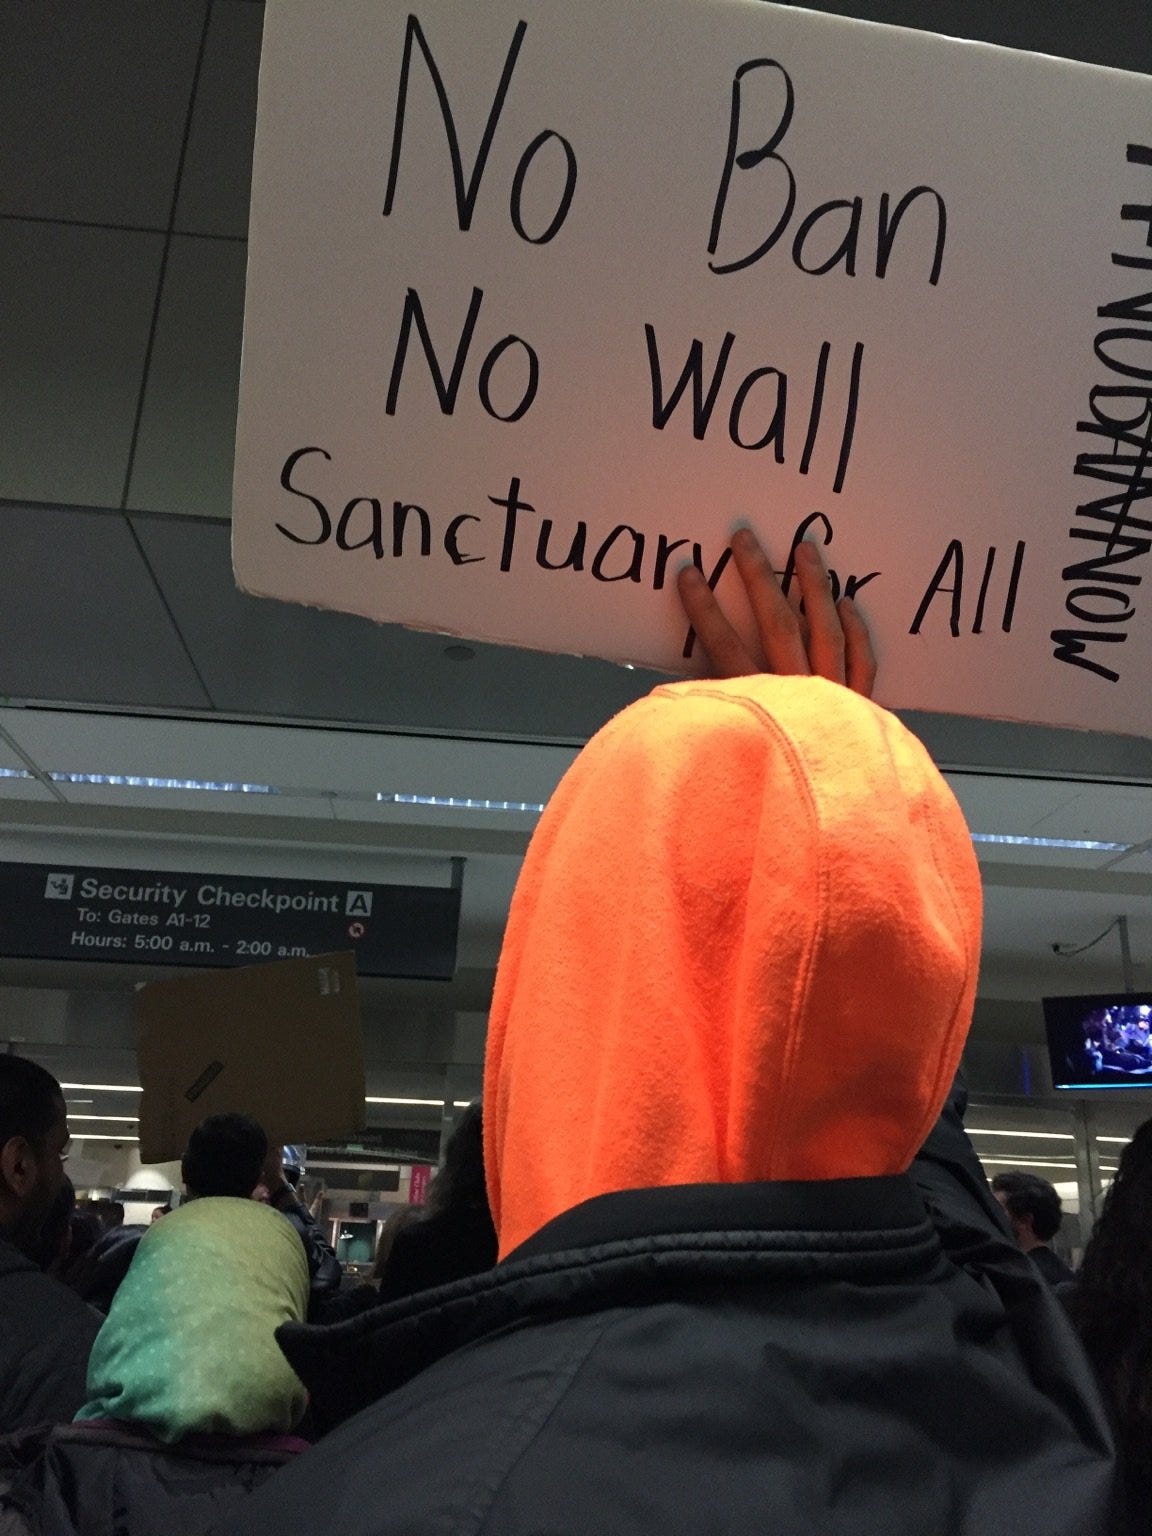 No Ban
No Wall
Sanctuary for All
Security Checkpoint A
To: Gates A1-12
Hours: 5:00 a.m. - 2:00 a.m.